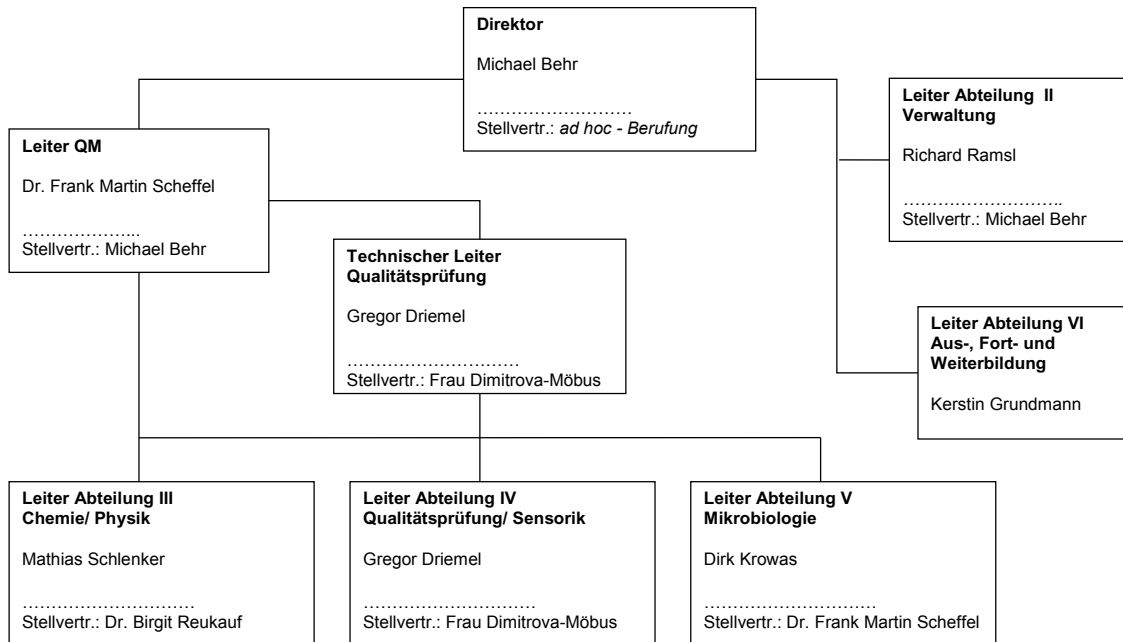 Direktor
Michael Behr
………………………
Stellvertr.: ad hoc - Berufung
Leiter Abteilung II
Verwaltung
Richard Ramsl
………………………..
Stellvertr.: Michael Behr
Leiter QM
Dr. Frank Martin Scheffel
………………...
Stellvertr.: Michael Behr
Technischer Leiter
Qualitätsprüfung
Gregor Driemel
…………………………
Stellvertr.: Frau Dimitrova-Möbus
Leiter Abteilung VI
Aus-, Fort- und
Weiterbildung
Kerstin Grundmann
Leiter Abteilung III
Chemie/ Physik
Mathias Schlenker
…………………………
Stellvertr.: Dr. Birgit Reukauf
Leiter Abteilung IV
Qualitätsprüfung/ Sensorik
Gregor Driemel
…………………………
Stellvertr.: Frau Dimitrova-Möbus
Leiter Abteilung V
Mikrobiologie
Dirk Krowas
…………………………
Stellvertr.: Dr. Frank Martin Scheffel